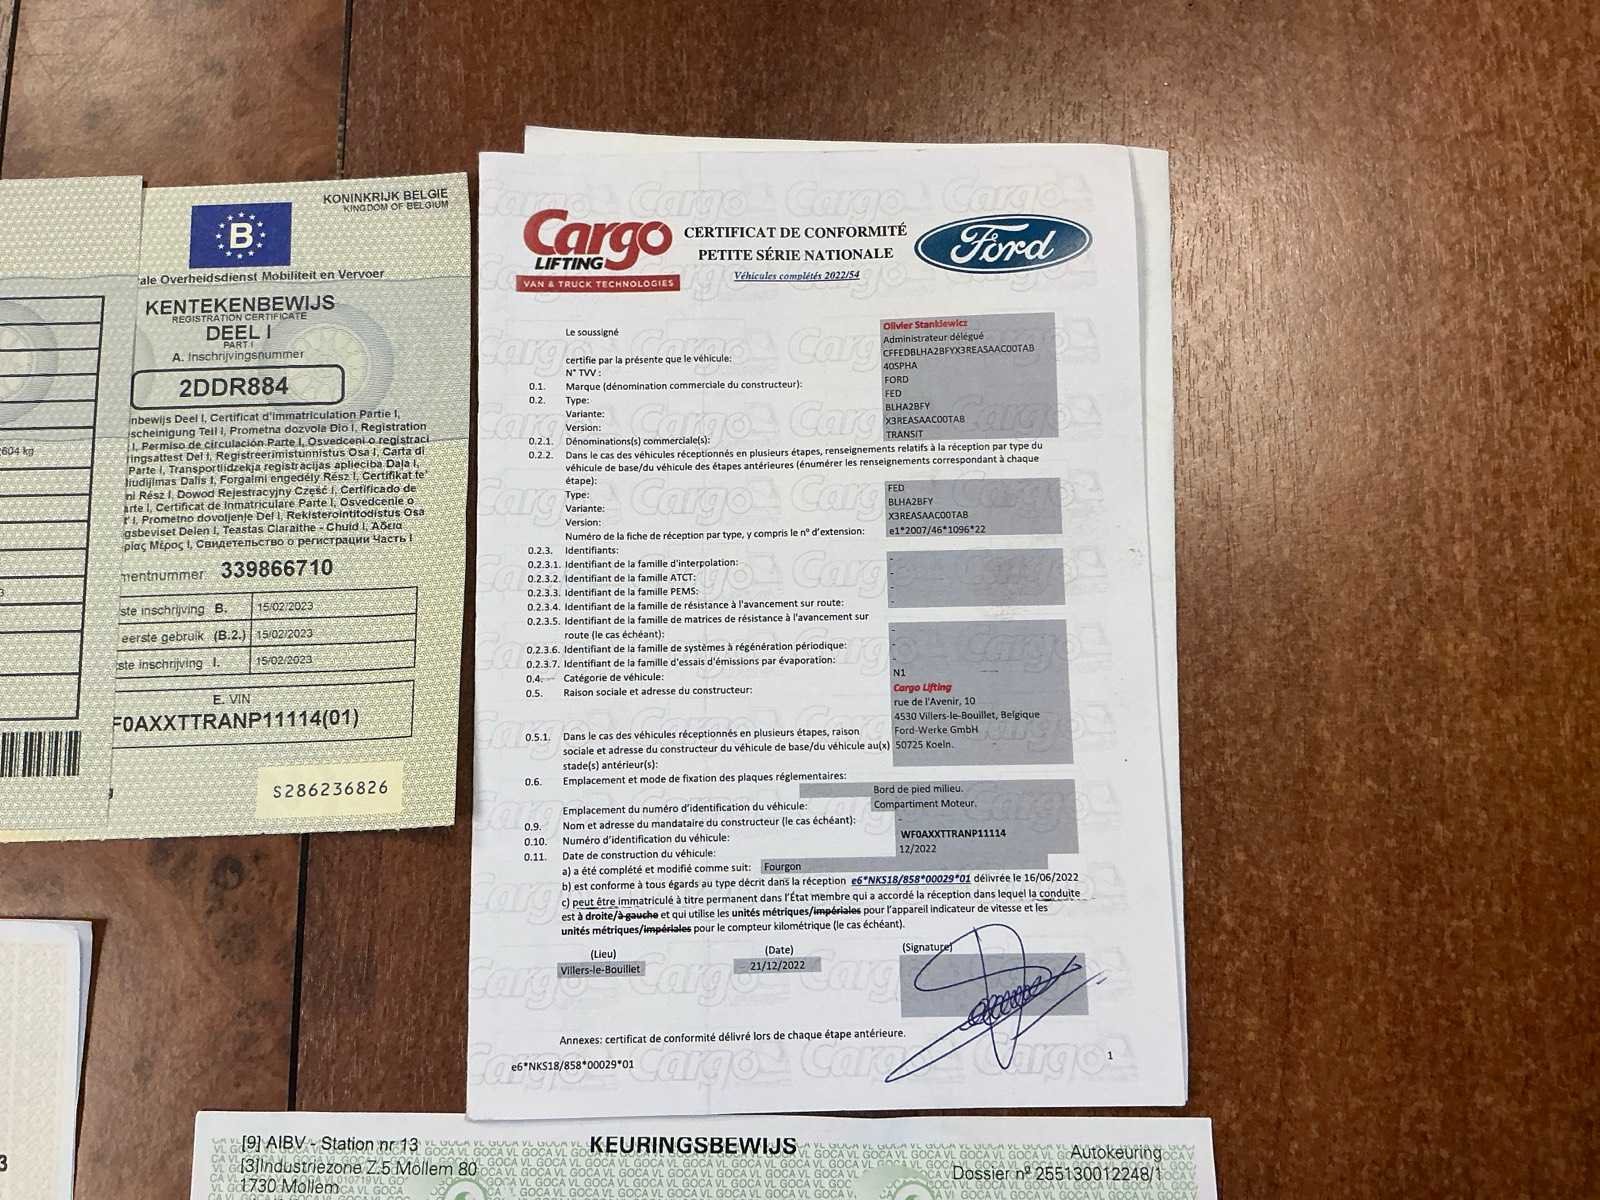 604 kg
3
KONINKRIJK BELGIE
KINGDOM OF BELGIUM
B
ale Overheidsdienst Mobiliteit en Vervoer
KENTEKENBEWIJS
REGISTRATION CERTIFICATE
DEEL I
PART I
A. Inschrijvingsnummer
2DDR884
nbewijs Deel I, Certificat d'immatriculation Partie I,
scheinigung Teil I, Prometna dozvola Dio I, Registration
I, Permiso de circulación Parte I, Osvedceni o registraci
ringsattest Del I, Registreerimistunnistus Osa I, Carta di
Parte I, Transportlidzekja registracijas aplieciba Daja I,
liudijimas Dalis I, Forgalmi engedély Rész I, Certifikat te'
ni Rész I, Dowod Rejestracyjny Część I, Certificado de
arte I, Certificat de Inmatriculare Parte I, Osvedcenie o
t' I, Prometno dovoljenje Del I, Rekisterointitodistus Osa
gsbeviset Delen I, Teastas Claraithe - Chuid I, Άδεια
ρίας Μέρος I, Свидетелство о регистрации Часть I
mentnummer 339866710
ste inschrijving B. 15/02/2023
eerste gebruik (B.2.) 15/02/2023
tste inschrijving I. 15/02/2023
E. VIN
F0AXXTTRANP11114(01)
S286236826
Cargo
LIFTING
VAN & TRUCK TECHNOLOGIES
CERTIFICAT DE CONFORMITÉ
PETITE SÉRIE NATIONALE
Véhicules complétés 2022/54
Ford
Le soussigné Olivier Stankiewicz
Administrateur délégué
certifie par la présente que le véhicule: CFFEDBLHA2BFYX3REASAAC00TAB
N° TVV : 40SPHA
0.1. Marque (dénomination commerciale du constructeur): FORD
0.2. Type: FED
Variante: BLHA2BFY
Version: X3REASAAC00TAB
0.2.1. Dénominations(s) commerciale(s): TRANSIT
0.2.2. Dans le cas des véhicules réceptionnés en plusieurs étapes, renseignements relatifs à la réception par type du
véhicule de base/du véhicule des étapes antérieures (énumérer les renseignements correspondant à chaque
étape):
Type: FED
Variante: BLHA2BFY
Version: X3REASAAC00TAB
Numéro de la fiche de réception par type, y compris le n° d'extension: e1*2007/46*1096*22
0.2.3. Identifiants:
0.2.3.1. Identifiant de la famille d'interpolation: -
0.2.3.2. Identifiant de la famille ATCT: -
0.2.3.3. Identifiant de la famille PEMS: -
0.2.3.4. Identifiant de la famille de résistance à l'avancement sur route: -
0.2.3.5. Identifiant de la famille de matrices de résistance à l'avancement sur
route (le cas échéant): -
0.2.3.6. Identifiant de la famille de systèmes à régénération périodique: -
0.2.3.7. Identifiant de la famille d'essais d'émissions par évaporation: -
0.4. Catégorie de véhicule: N1
0.5. Raison sociale et adresse du constructeur: Cargo Lifting
rue de l'Avenir, 10
4530 Villers-le-Bouillet, Belgique
0.5.1. Dans le cas des véhicules réceptionnés en plusieurs étapes, raison Ford-Werke GmbH
sociale et adresse du constructeur du véhicule de base/du véhicule au(x) 50725 Koeln.
stade(s) antérieur(s):
0.6. Emplacement et mode de fixation des plaques réglementaires:
Bord de pied milieu.
Emplacement du numéro d'identification du véhicule: Compartiment Moteur.
0.9. Nom et adresse du mandataire du constructeur (le cas échéant): -
0.10. Numéro d'identification du véhicule: WF0AXXTTRANP11114
0.11. Date de construction du véhicule: 12/2022
a) a été complété et modifié comme suit: Fourgon
b) est conforme à tous égards au type décrit dans la réception e6*NKS18/858*00029*01 délivrée le 16/06/2022
c) peut être immatriculé à titre permanent dans l'État membre qui a accordé la réception dans lequel la conduite
est à droite/à gauche et qui utilise les unités métriques/impériales pour l'appareil indicateur de vitesse et les
unités métriques/impériales pour le compteur kilométrique (le cas échéant).
(Lieu) (Date) (Signature)
Villers-le-Bouillet 21/12/2022
Annexes: certificat de conformité délivré lors de chaque étape antérieure.
1
e6*NKS18/858*00029*01
3
[9] AIBV - Station nr 13
[3]Industriezone Z.5 Mollem 80
1730 Mollem
KEURINGSBEWIJS
Autokeuring
Dossier nº 255130012248/1